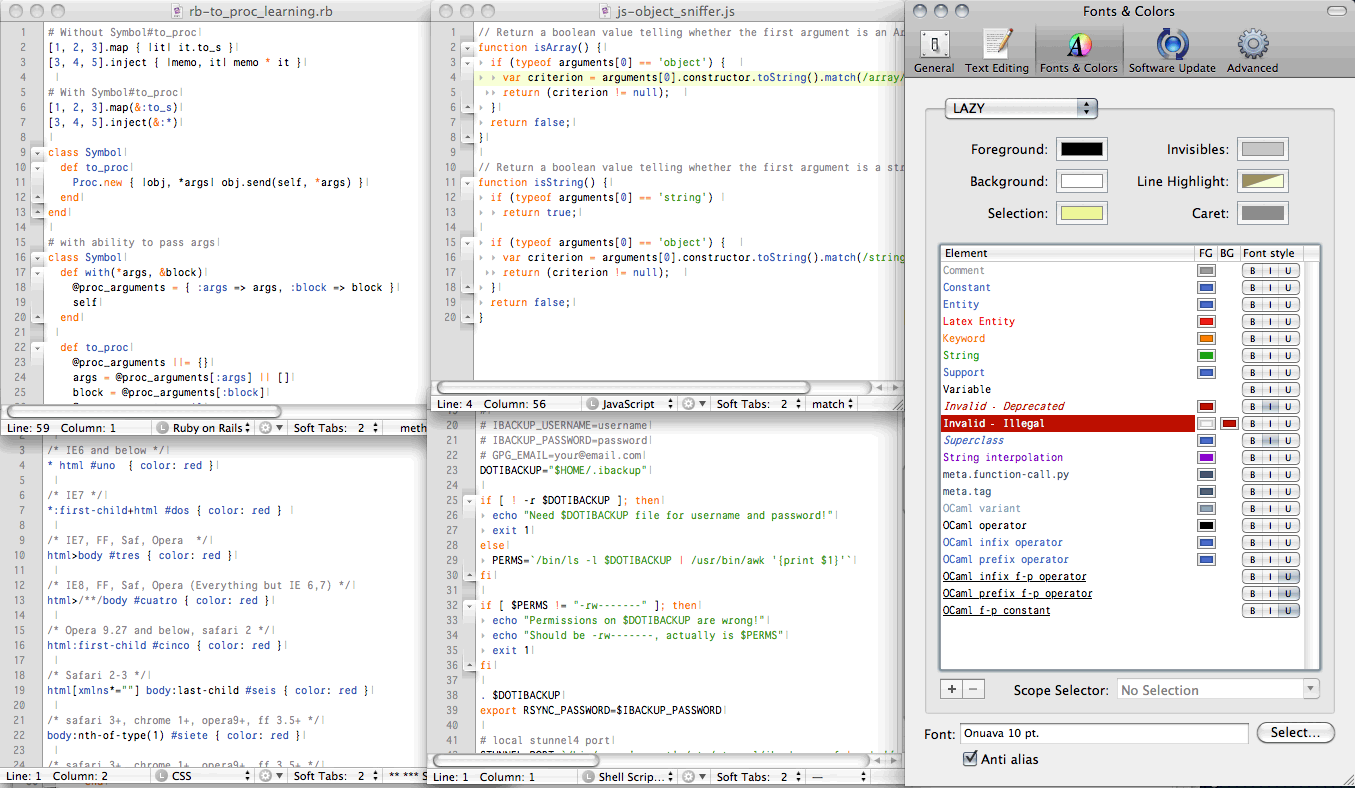 rb-to_proc_learning.rb
1 # Without Symbol#to_proc
2 [1, 2, 3].map { |it| it.to_s }
3 [3, 4, 5].inject { |memo, it| memo * it }
4
5 # With Symbol#to_proc
6 [1, 2, 3].map(&:to_s)
7 [3, 4, 5].inject(&:*)
8
9 class Symbol
10 def to_proc
11 Proc.new { |obj, *args| obj.send(self, *args) }
12 end
13 end
14
15 # with ability to pass args
16 class Symbol
17 def with(*args, &block)
18 @proc_arguments = { :args => args, :block => block }
19 self
20 end
21
22 def to_proc
23 @proc_arguments ||= {}
24 args = @proc_arguments[:args] || []
25 block = @proc_arguments[:block]
Line: 59 Column: 1 L Ruby on Rails Soft Tabs: 2 meth
3 /* IE6 and below */
4 * html #uno { color: red }
5
6 /* IE7 */
7 *:first-child+html #dos { color: red }
8
9 /* IE7, FF, Saf, Opera */
10 html>body #tres { color: red }
11
12 /* IE8, FF, Saf, Opera (Everything but IE 6,7) */
13 html>/**/body #cuatro { color: red }
14
15 /* Opera 9.27 and below, safari 2 */
16 html:first-child #cinco { color: red }
17
18 /* Safari 2-3 */
19 html[xmlns*=""] body:last-child #seis { color: red }
20
21 /* safari 3+, chrome 1+, opera9+, ff 3.5+ */
22 body:nth-of-type(1) #siete { color: red }
23
24 /* safari 3+, chrome 1+, opera9+, ff 3.5+ */
Line: 1 Column: 2 L CSS Soft Tabs: 2 ** *** S
js-object_sniffer.js
1 // Return a boolean value telling whether the first argument is an Ar
2 function isArray() {
3 if (typeof arguments[0] == 'object') {
4 var criterion = arguments[0].constructor.toString().match(/array/
5 return (criterion != null);
6 }
7 return false;
8 }
9
10 // Return a boolean value telling whether the first argument is a str
11 function isString() {
12 if (typeof arguments[0] == 'string')
13 return true;
14
15 if (typeof arguments[0] == 'object') {
16 var criterion = arguments[0].constructor.toString().match(/string
17 return (criterion != null);
18 }
19 return false;
20 }
Line: 4 Column: 56 L JavaScript Soft Tabs: 2 match
20 # IBACKUP_USERNAME=username
21 # IBACKUP_PASSWORD=password
22 # GPG_EMAIL=your@email.com
23 DOTIBACKUP="$HOME/.ibackup"
24
25 if [ ! -r $DOTIBACKUP ]; then
26 echo "Need $DOTIBACKUP file for username and password!"
27 exit 1
28 else
29 PERMS=`/bin/ls -l $DOTIBACKUP | /usr/bin/awk '{print $1}'`
30 fi
31
32 if [ $PERMS != "-rw-------" ]; then
33 echo "Permissions on $DOTIBACKUP are wrong!"
34 echo "Should be -rw-------, actually is $PERMS"
35 exit 1
36 fi
37
38 . $DOTIBACKUP
39 export RSYNC_PASSWORD=$IBACKUP_PASSWORD
40
41 # local stunnel4 port
Line: 1 Column: 1 L Shell Scrip... Soft Tabs: 2 —
Fonts & Colors
General Text Editing Fonts & Colors Software Update Advanced
LAZY
Foreground: Invisibles:
Background: Line Highlight:
Selection: Caret:
Element FG BG Font style
Comment B I U
Constant B I U
Entity B I U
Latex Entity B I U
Keyword B I U
String B I U
Support B I U
Variable B I U
Invalid - Deprecated B I U
Invalid - Illegal B I U
Superclass B I U
String interpolation B I U
meta.function-call.py B I U
meta.tag B I U
OCaml variant B I U
OCaml operator B I U
OCaml infix operator B I U
OCaml prefix operator B I U
OCaml infix f-p operator B I U
OCaml prefix f-p operator B I U
OCaml f-p constant B I U
+ − Scope Selector: No Selection
Font: Onuava 10 pt. Select...
Anti alias